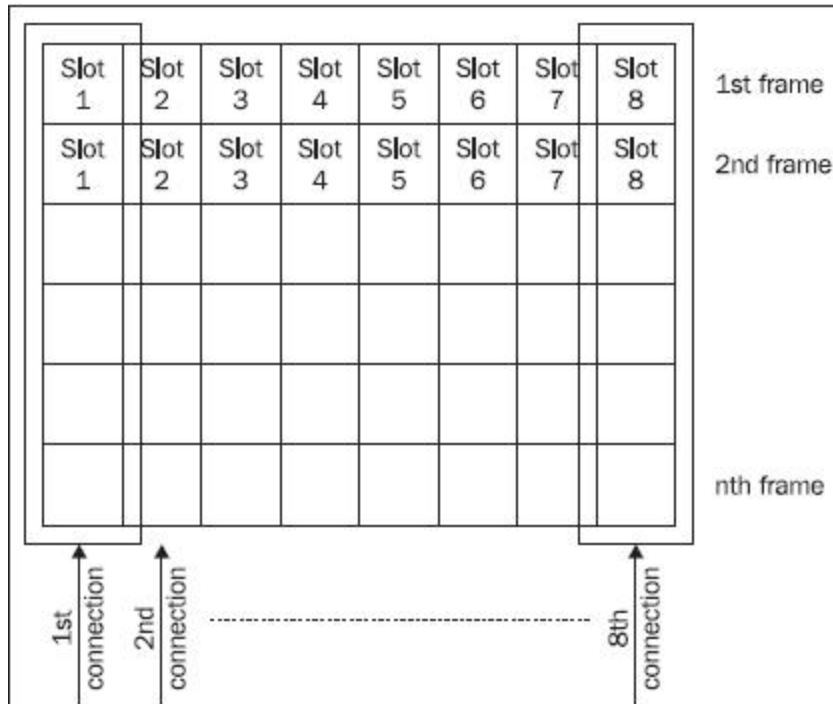 Slot Slot Slot Slot Slot Slot Slot Slot
1 2 3 4 5 6 7 8
1st frame
Slot Slot Slot Slot Slot Slot Slot Slot
1 2 3 4 5 6 7 8
2nd frame
nth frame
1st
connection
2nd
connection
8th
connection